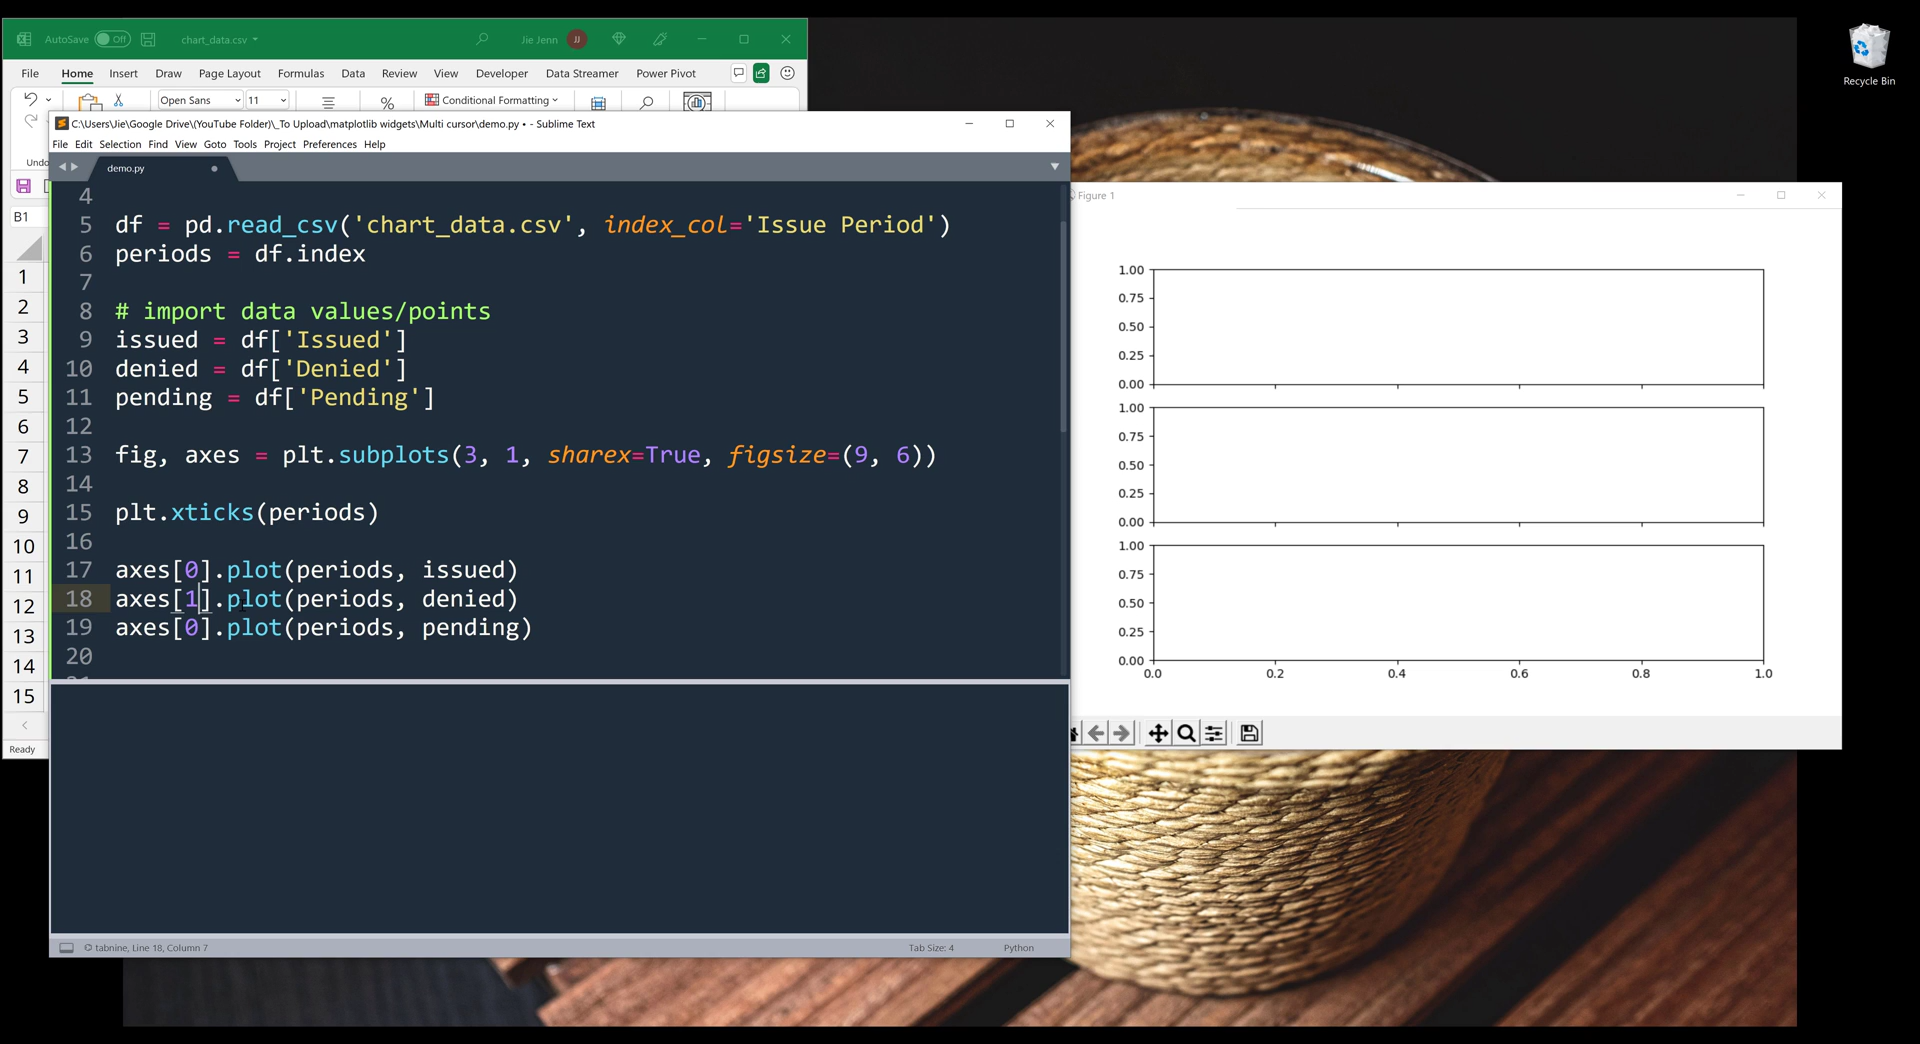 AutoSave Off chart_data.csv Jie Jenn JJ
File Home Insert Draw Page Layout Formulas Data Review View Developer Data Streamer Power Pivot
Open Sans 11 % Conditional Formatting
Undo
B1
1
2
3
4
5
6
7
8
9
10
11
12
13
14
15
Ready
C:\Users\Jie\Google Drive\(YouTube Folder)\_To Upload\matplotlib widgets\Multi cursor\demo.py • - Sublime Text
File Edit Selection Find View Goto Tools Project Preferences Help
demo.py
4
5 df = pd.read_csv('chart_data.csv', index_col='Issue Period')
6 periods = df.index
7
8 # import data values/points
9 issued = df['Issued']
10 denied = df['Denied']
11 pending = df['Pending']
12
13 fig, axes = plt.subplots(3, 1, sharex=True, figsize=(9, 6))
14
15 plt.xticks(periods)
16
17 axes[0].plot(periods, issued)
18 axes[1].plot(periods, denied)
19 axes[0].plot(periods, pending)
20
tabnine, Line 18, Column 7 Tab Size: 4 Python
Figure 1
1.00
0.75
0.50
0.25
0.00
1.00
0.75
0.50
0.25
0.00
1.00
0.75
0.50
0.25
0.00
0.0 0.2 0.4 0.6 0.8 1.0
Recycle Bin